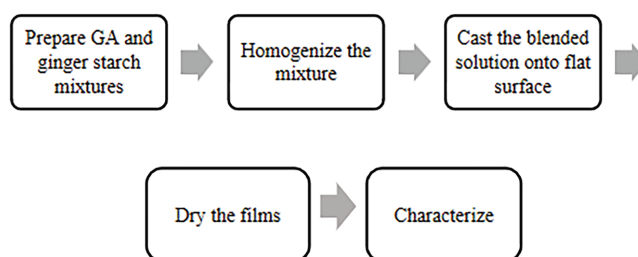 Prepare GA and
ginger starch
mixtures
Homogenize the
mixture
Cast the blended
solution onto flat
surface
Dry the films
Characterize